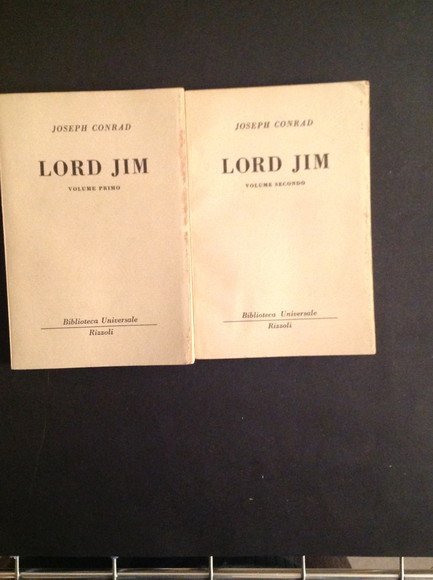 JOSEPH CONRAD
LORD JIM
VOLUME PRIMO
Biblioteca Universale
Rizzoli
JOSEPH CONRAD
LORD JIM
VOLUME SECONDO
Biblioteca Universale
Rizzoli